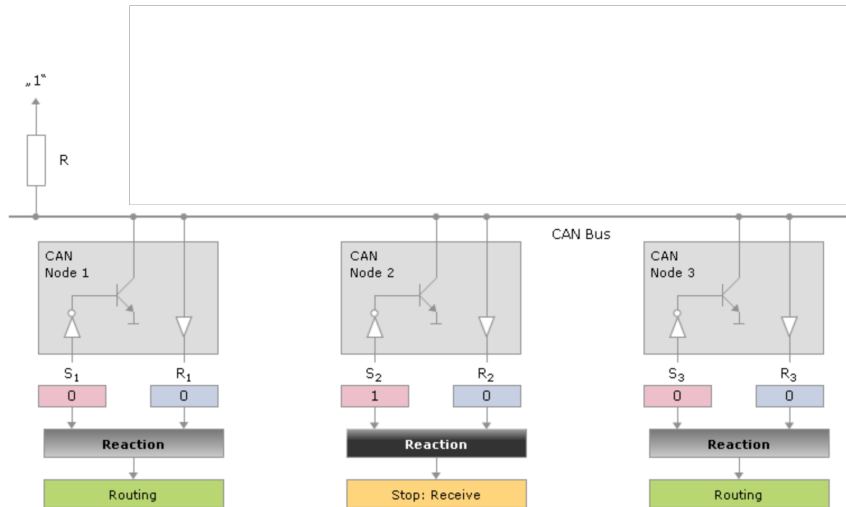 „1“
R
CAN Bus
CAN
Node 1
CAN
Node 2
CAN
Node 3
S1 R1 S2 R2 S3 R3
0 0 1 0 0 0
Reaction Reaction Reaction
Routing Stop: Receive Routing